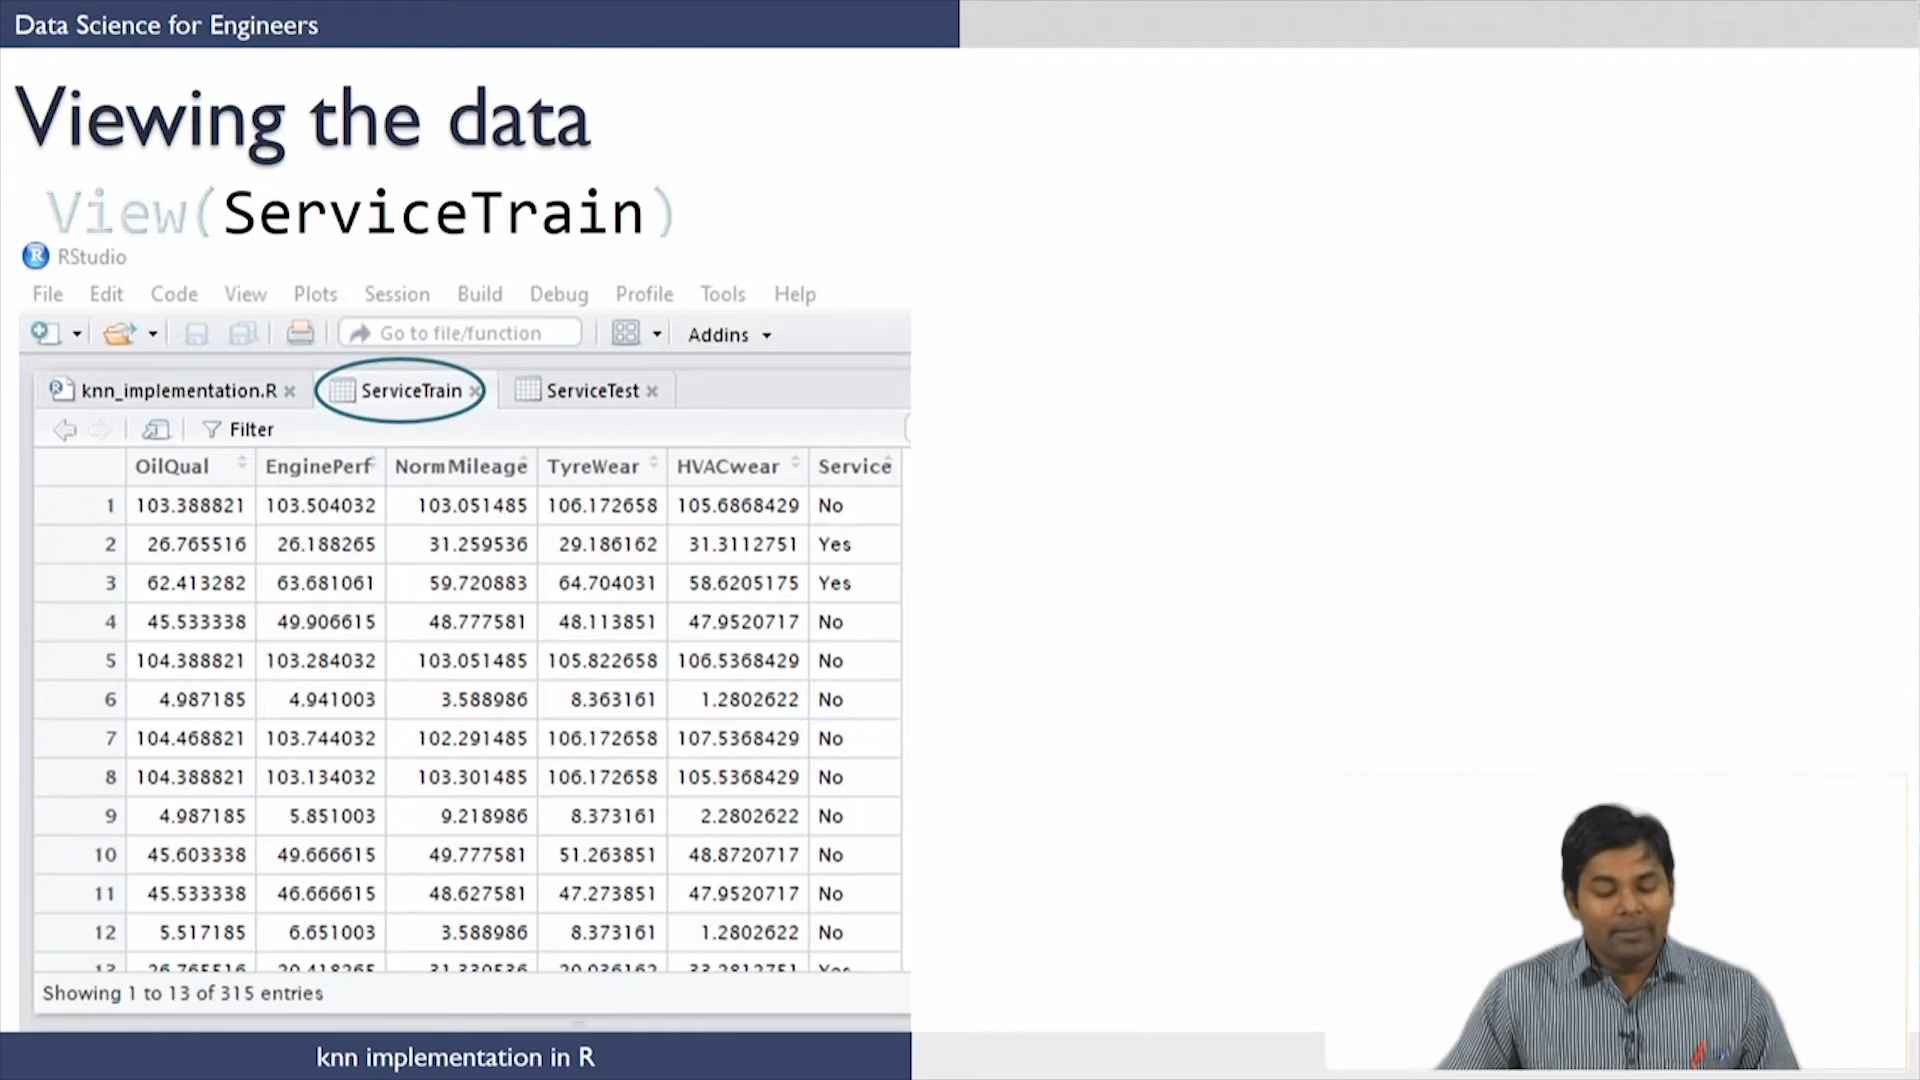 Data Science for Engineers
Viewing the data
View(ServiceTrain)
RStudio
File Edit Code View Plots Session Build Debug Profile Tools Help
Go to file/function Addins
knn_implementation.R ServiceTrain ServiceTest
Filter
OilQual EnginePerf NormMileage TyreWear HVACwear Service
1 103.388821 103.504032 103.051485 106.172658 105.6868429 No
2 26.765516 26.188265 31.259536 29.186162 31.3112751 Yes
3 62.413282 63.681061 59.720883 64.704031 58.6205175 Yes
4 45.533338 49.906615 48.777581 48.113851 47.9520717 No
5 104.388821 103.284032 103.051485 105.822658 106.5368429 No
6 4.987185 4.941003 3.588986 8.363161 1.2802622 No
7 104.468821 103.744032 102.291485 106.172658 107.5368429 No
8 104.388821 103.134032 103.301485 106.172658 105.5368429 No
9 4.987185 5.851003 9.218986 8.373161 2.2802622 No
10 45.603338 49.666615 49.777581 51.263851 48.8720717 No
11 45.533338 46.666615 48.627581 47.273851 47.9520717 No
12 5.517185 6.651003 3.588986 8.373161 1.2802622 No
13 26.765516 Yes
Showing 1 to 13 of 315 entries
knn implementation in R